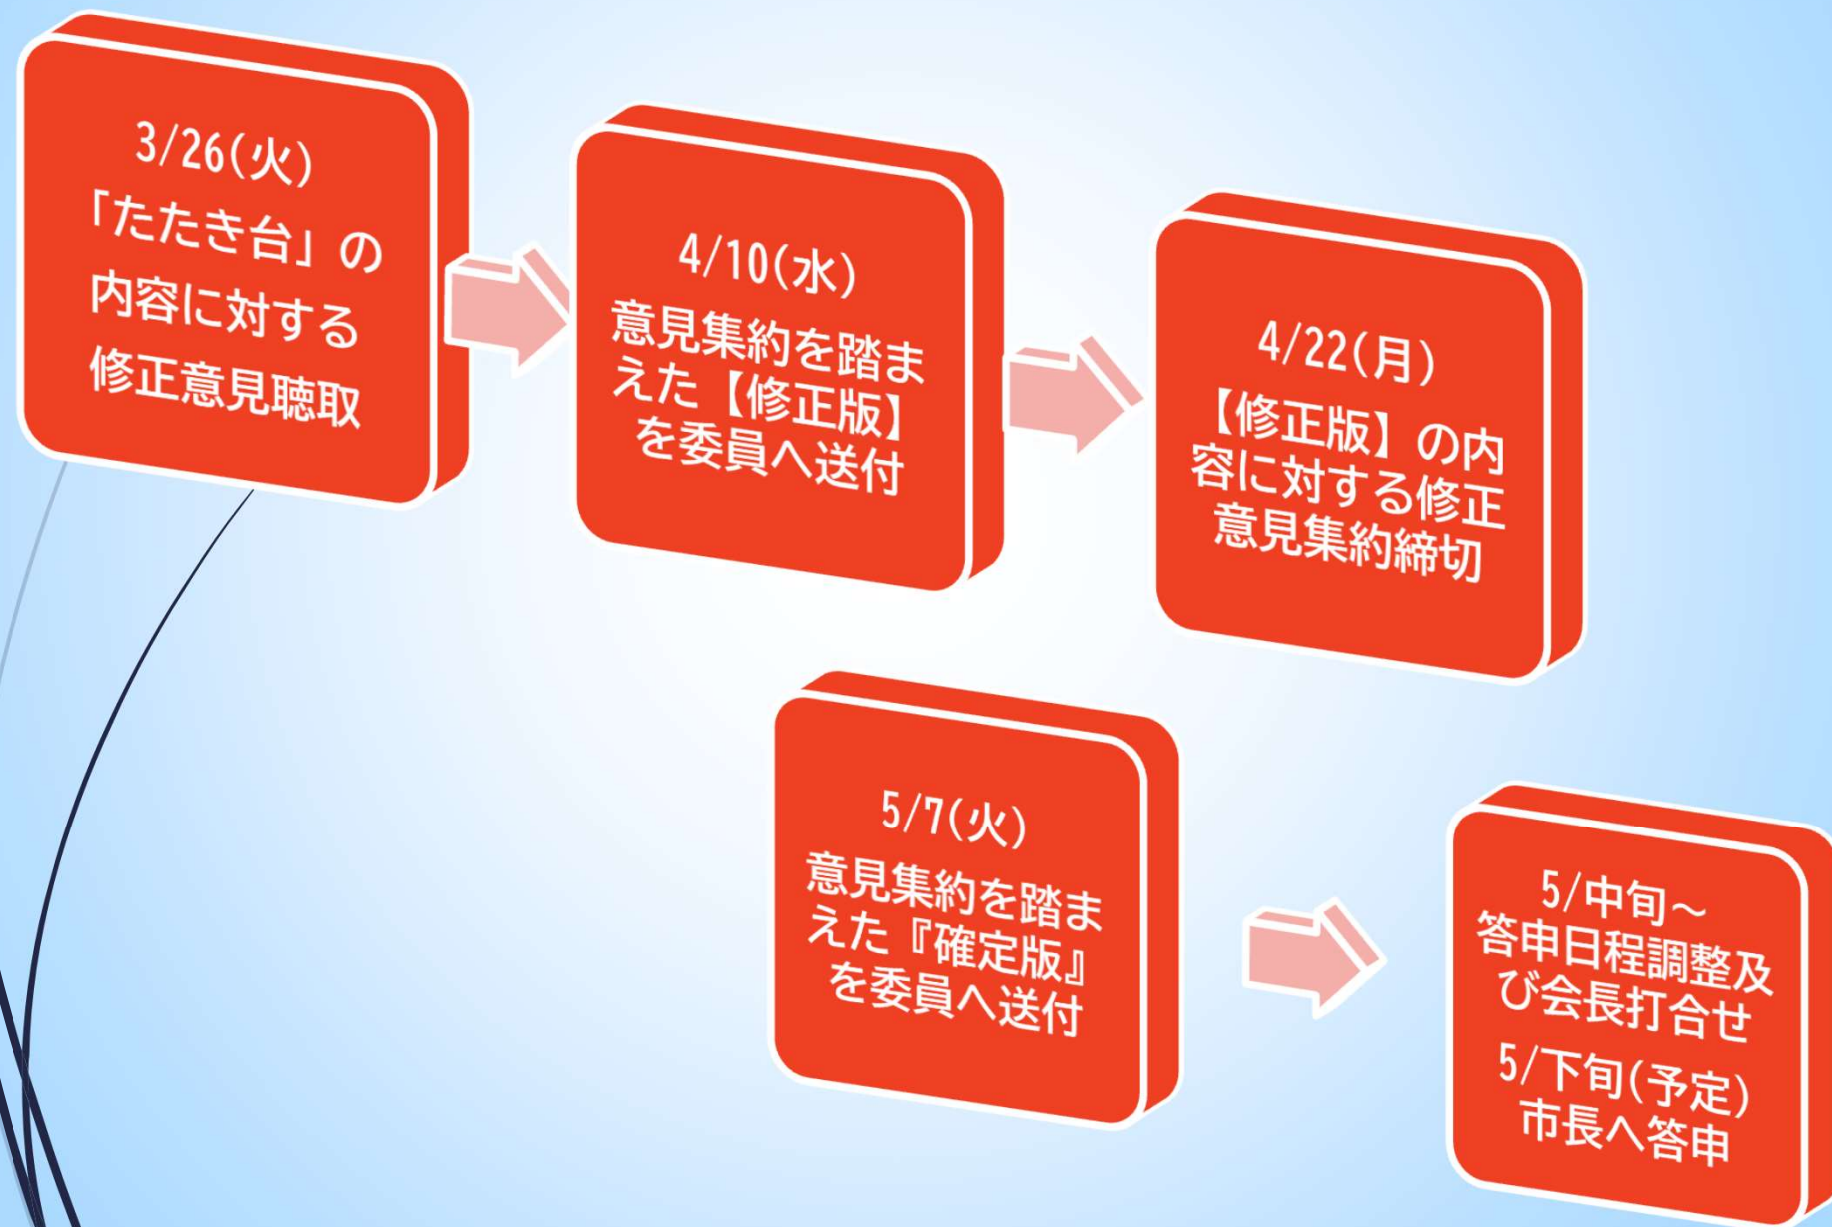 3/26(火)
「たたき台」の
内容に対する
修正意見聴取
4/10(水)
意見集約を踏ま
えた【修正版】
を委員へ送付
4/22(月)
【修正版】の内
容に対する修正
意見集約締切
5/7(火)
意見集約を踏ま
えた『確定版』
を委員へ送付
5/中旬～
答申日程調整及
び会長打合せ
5/下旬(予定)
市長へ答申